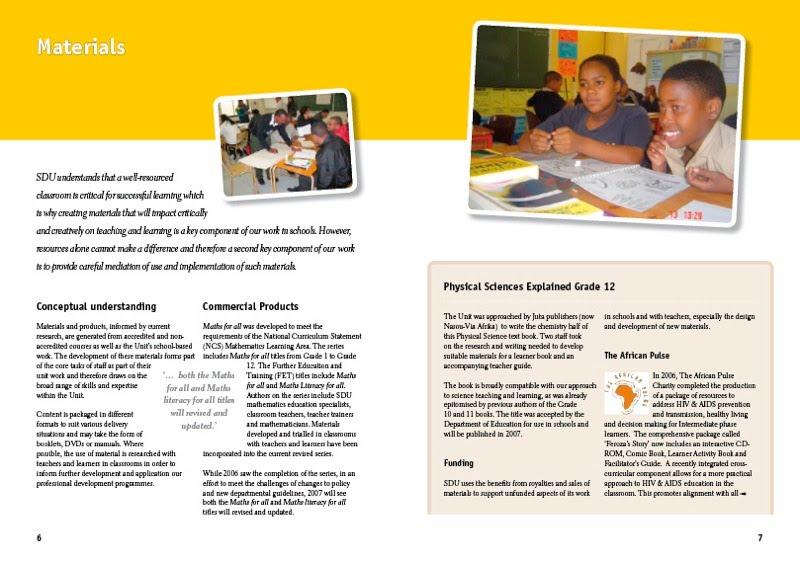 Materials
SDU understands that a well-resourced
classroom is critical for successful learning which
is why creating materials that will impact critically
and creatively on teaching and learning is a key component of our work in schools. However,
resources alone cannot make a difference and therefore a second key component of our work
is to provide careful mediation of use and implementation of such materials.
Conceptual understanding
Materials and products, informed by current
research, are generated from accredited and non-
accredited courses as well as the Unit's school-based
work. The development of these materials forms part
of the core tasks of staff as part of their
unit work and therefore draws on the
broad range of skills and expertise
within the Unit.
Content is packaged in different
formats to suit various delivery
situations and may take the form of
booklets, DVDs or manuals. Where
possible, the use of material is researched with
teachers and learners in classrooms in order to
inform further development and application our
professional development programmes.
'... both the Maths
for all and Maths
literacy for all titles
will revised and
updated.'
Commercial Products
Maths for all was developed to meet the
requirements of the National Curriculum Statement
(NCS) Mathematics Learning Area. The series
includes Maths for all titles from Grade 1 to Grade
12. The Further Education and
Training (FET) titles include Maths
for all and Maths Literacy for all.
Authors on the series include SDU
mathematics education specialists,
classroom teachers, teacher trainers
and mathematicians. Materials
developed and trialled in classrooms
with teachers and learners have been
incorporated into the current revised series.
While 2006 saw the completion of the series, in an
effort to meet the challenges of changes to policy
and new departmental guidelines, 2007 will see
both the Maths for all and Maths literacy for all
titles will revised and updated.
6
13 13:29
Physical Sciences Explained Grade 12
The Unit was approached by Juta publishers (now
Nasou-Via Afrika) to write the chemistry half of
this Physical Science text book. Two staff took
on the research and writing needed to develop
suitable materials for a learner book and an
accompanying teacher guide.
The book is broadly compatible with our approach
to science teaching and learning, as was already
epitomised by previous authors of the Grade
10 and 11 books. The title was accepted by the
Department of Education for use in schools and
will be published in 2007.
Funding
SDU uses the benefits from royalties and sales of
materials to support unfunded aspects of its work
in schools and with teachers, especially the design
and development of new materials.
The African Pulse
THE AFRICAN PULSE
In 2006, The African Pulse
Charity completed the production
of a package of resources to
address HIV & AIDS prevention
and transmission, healthy living
and decision making for Intermediate phase
learners. The comprehensive package called
'Feroza's Story' now includes an interactive CD-
ROM, Comic Book, Learner Activity Book and
Facilitator's Guide. A recently integrated cross-
curricular component allows for a more practical
approach to HIV & AIDS education in the
classroom. This promotes alignment with all
7